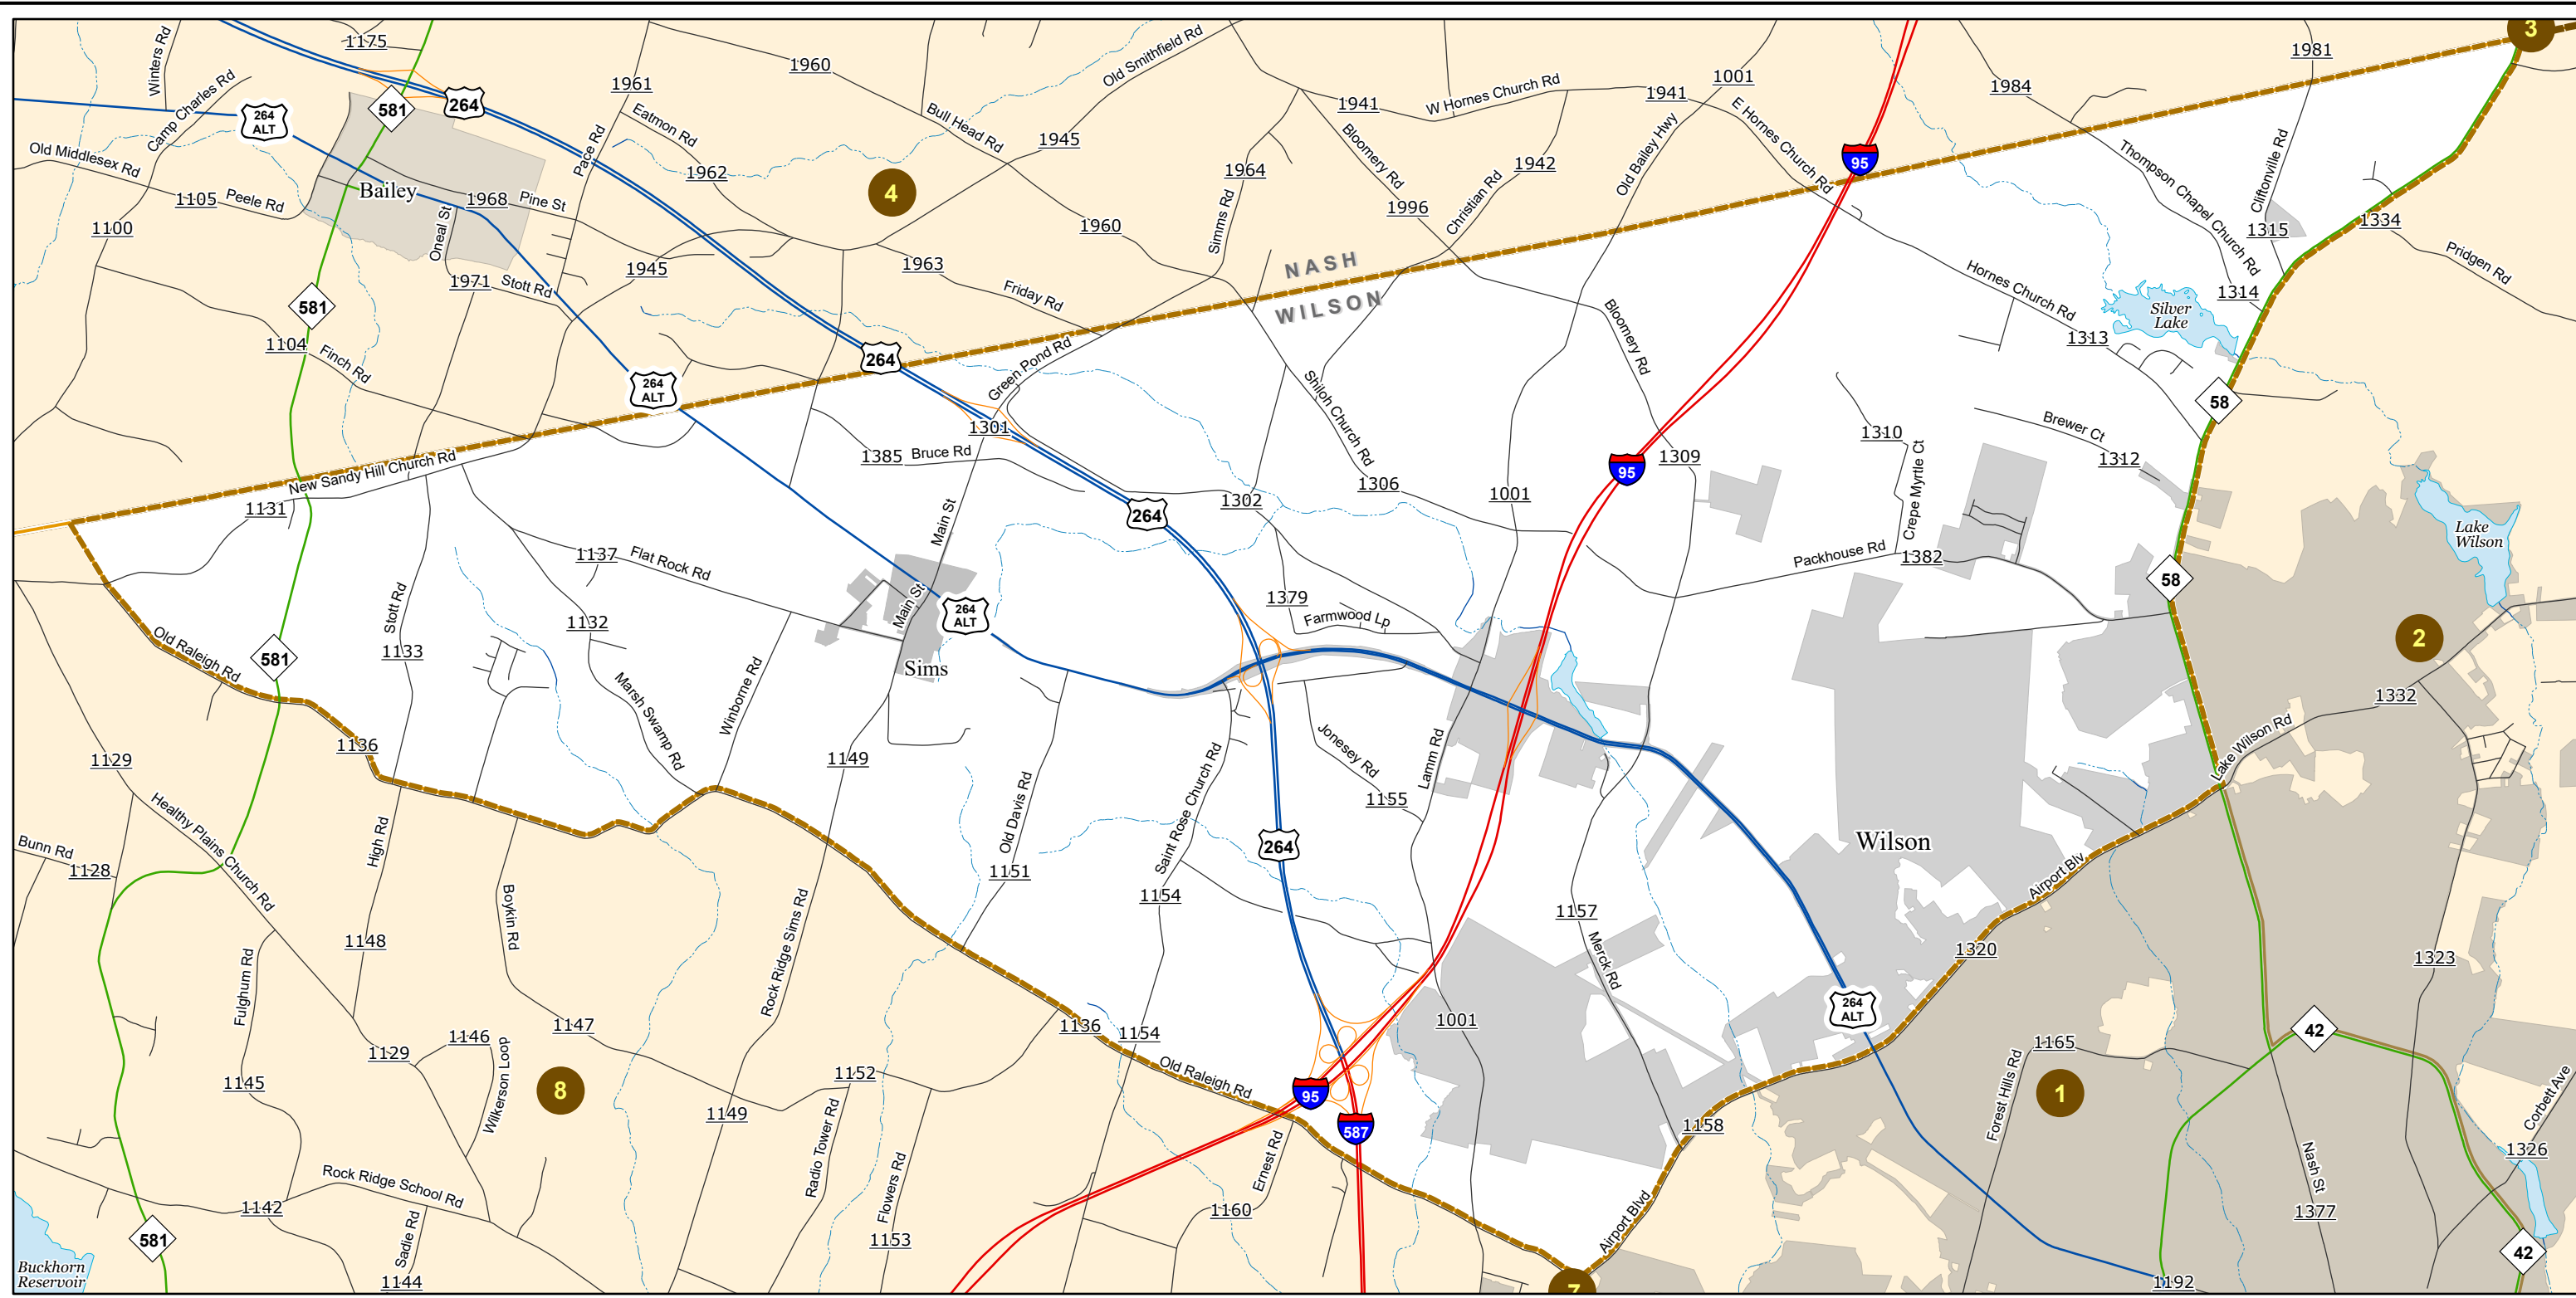 3
1175
Winters Rd
Old Smithfield Rd
1981
1960
1961
1984
1001
Camp Charles Rd
264
581
1941
W Hornes Church Rd
1941
264
ALT
Eatmon Rd
Bull Head Rd
E Hornes Church Rd
1945
Bloomery Rd
Old Bailey Hwy
Pace Rd
Old Middlesex Rd
95
Thompson Chapel Church Rd
Cliftonville Rd
1962
1964
1942
Bailey
4
1105
Peele Rd
1968
Pine St
1996
Christian Rd
1334
1100
Oneal St
1960
Simms Rd
1315
Pridgen Rd
NASH
1945
1963
1971
Stott Rd
Friday Rd
WILSON
Hornes Church Rd
1314
581
Silver
Lake
1104
Finch Rd
264
Green Pond Rd
Bloomery Rd
1313
264
ALT
Shiloh Church Rd
58
1301
1310
Brewer Ct
1385
Bruce Rd
Crepe Myrtle Ct
1312
New Sandy Hill Church Rd
95
1309
1306
1001
1302
1131
264
Main St
Lake
Wilson
1137
Flat Rock Rd
Packhouse Rd
1382
58
Stott Rd
1379
Main St
264
ALT
Farmwood Lp
1132
Old Raleigh Rd
581
1133
Sims
2
Marsh Swamp Rd
Winborne Rd
1332
1136
1129
1149
Jonesey Rd
Lake Wilson Rd
Lamm Rd
Saint Rose Church Rd
1155
Old Davis Rd
Healthy Plains Church Rd
High Rd
264
Wilson
Bunn Rd
1128
1151
Airport Blv
1154
Boykin Rd
1157
Rock Ridge Sims Rd
1148
Merck Rd
1320
1323
Fulghum Rd
264
ALT
1147
1136
1154
1001
42
1146
1129
1165
Old Raleigh Rd
1145
Wilkerson Loop
8
1152
95
1
Forest Hills Rd
Corbett Ave
1149
587
1158
Radio Tower Rd
Ernest Rd
1326
Rock Ridge School Rd
Flowers Rd
Nash St
1142
1160
1377
Airport Blvd
581
Sadie Rd
1153
42
Buckhorn
Reservoir
1144
7
1192